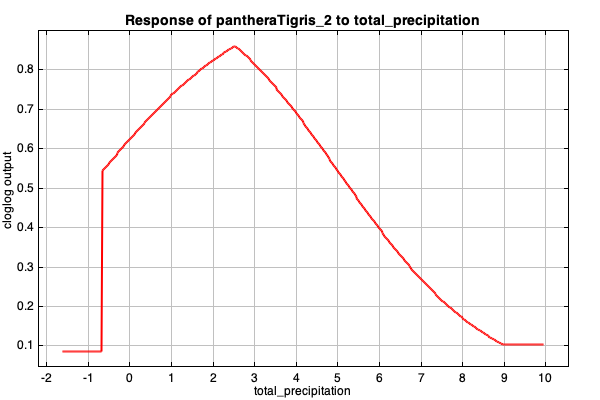 Response of pantheraTigris_2 to total_precipitation
0.8
0.7
0.6
0.5
0.4
0.3
0.2
0.1
cloglog output
-2 -1 0 1 2 3 4 5 6 7 8 9 10
total_precipitation